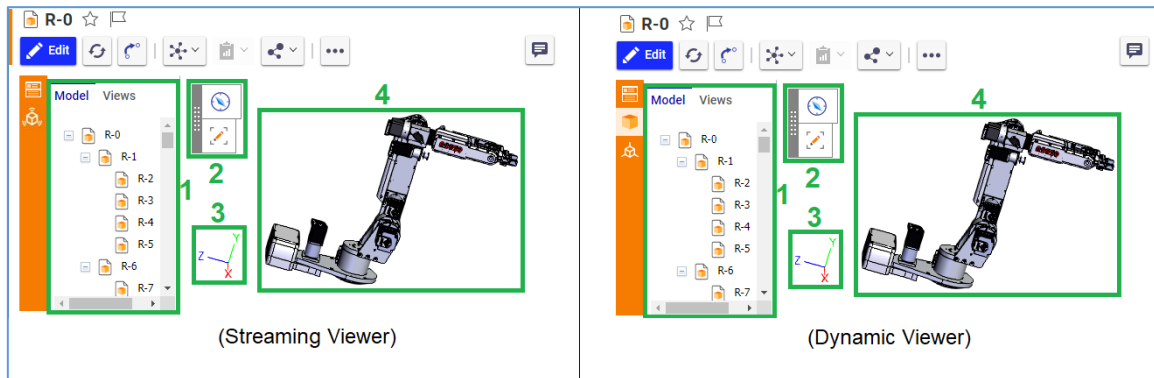 R-0
Edit
Model Views
R-0
R-1
R-2
R-3
R-4
R-5
R-6
R-7
1
2
3
4
Z Y X
(Streaming Viewer)
R-0
Edit
Model Views
R-0
R-1
R-2
R-3
R-4
R-5
R-6
R-7
1
2
3
4
Z Y X
(Dynamic Viewer)